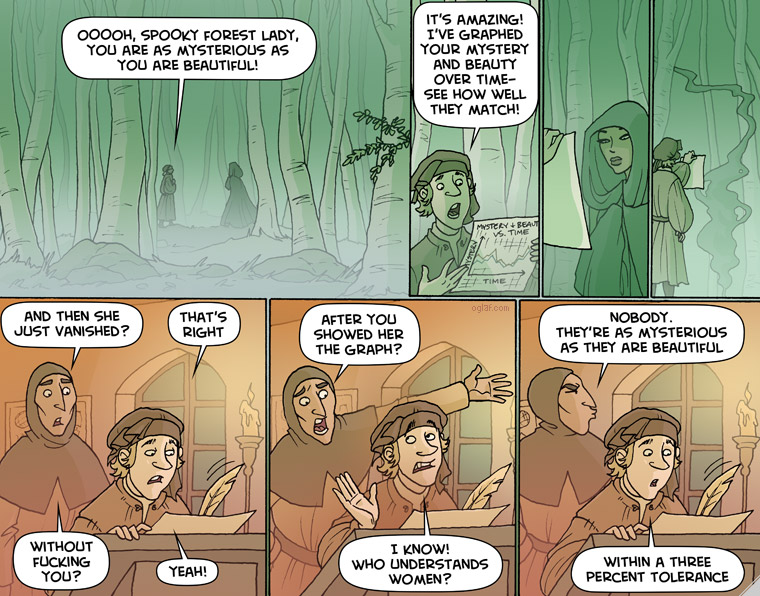 OOOOH, SPOOKY FOREST LADY,
YOU ARE AS MYSTERIOUS AS
YOU ARE BEAUTIFUL!
IT'S AMAZING!
I'VE GRAPHED
YOUR MYSTERY
AND BEAUTY
OVER TIME–
SEE HOW WELL
THEY MATCH!
MYSTERY + BEAUT
VS. TIME
TIME
AND THEN SHE
JUST VANISHED?
THAT'S
RIGHT
WITHOUT
FUCKING
YOU?
YEAH!
oglaf.com
AFTER YOU
SHOWED HER
THE GRAPH?
I KNOW!
WHO UNDERSTANDS
WOMEN?
NOBODY.
THEY'RE AS MYSTERIOUS
AS THEY ARE BEAUTIFUL
WITHIN A THREE
PERCENT TOLERANCE